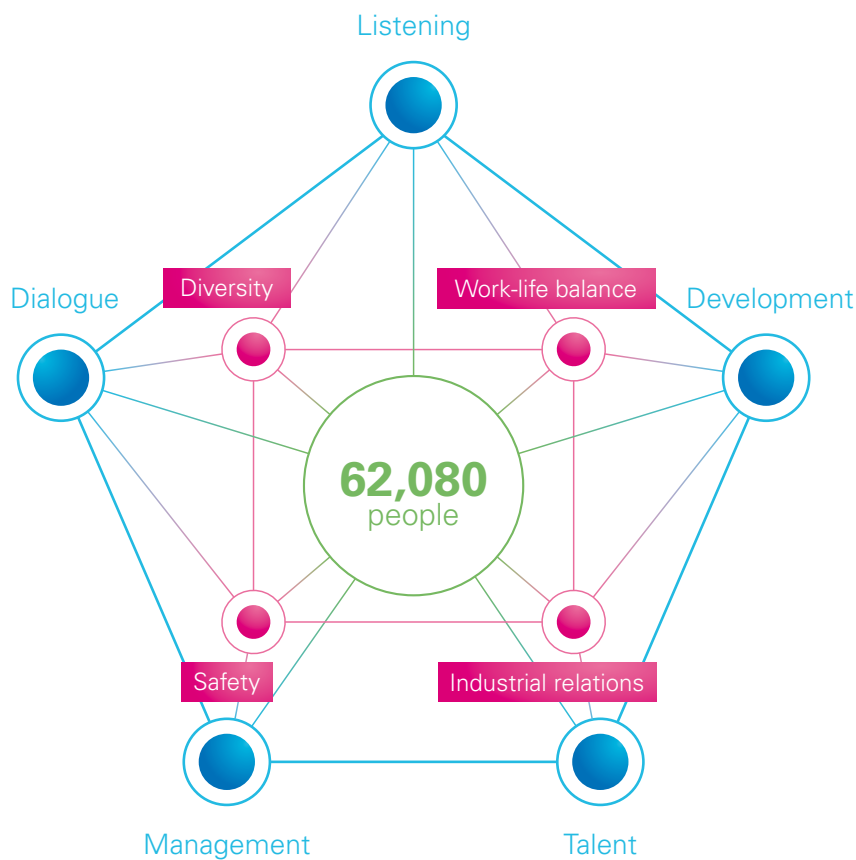 Listening
Diversity
Work-life balance
Dialogue
Development
62,080
people
Safety
Industrial relations
Management
Talent